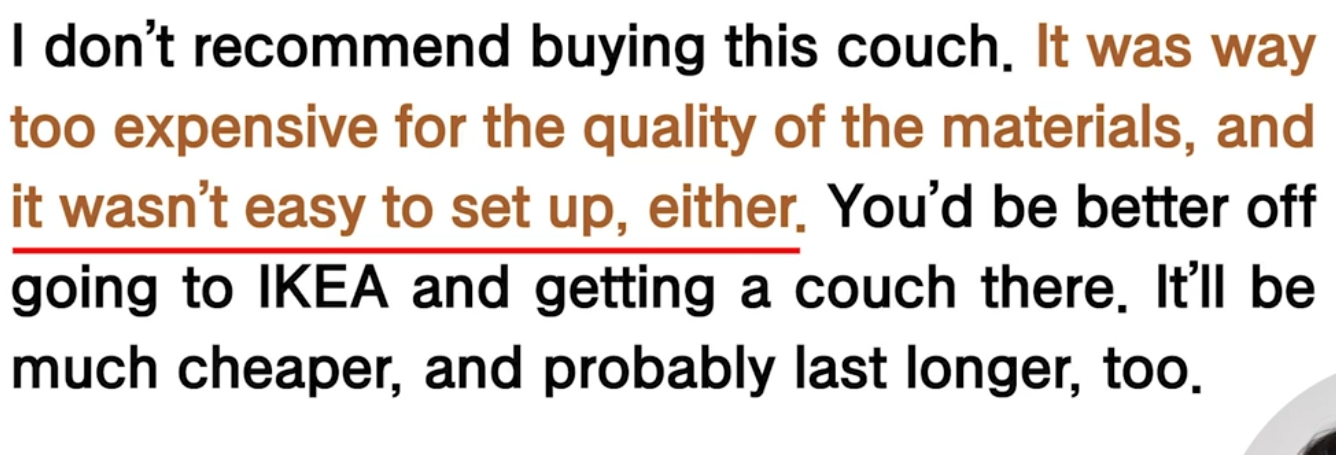 I don’t recommend buying this couch. It was way
too expensive for the quality of the materials, and
it wasn’t easy to set up, either. You’d be better off
going to IKEA and getting a couch there. It’ll be
much cheaper, and probably last longer, too.